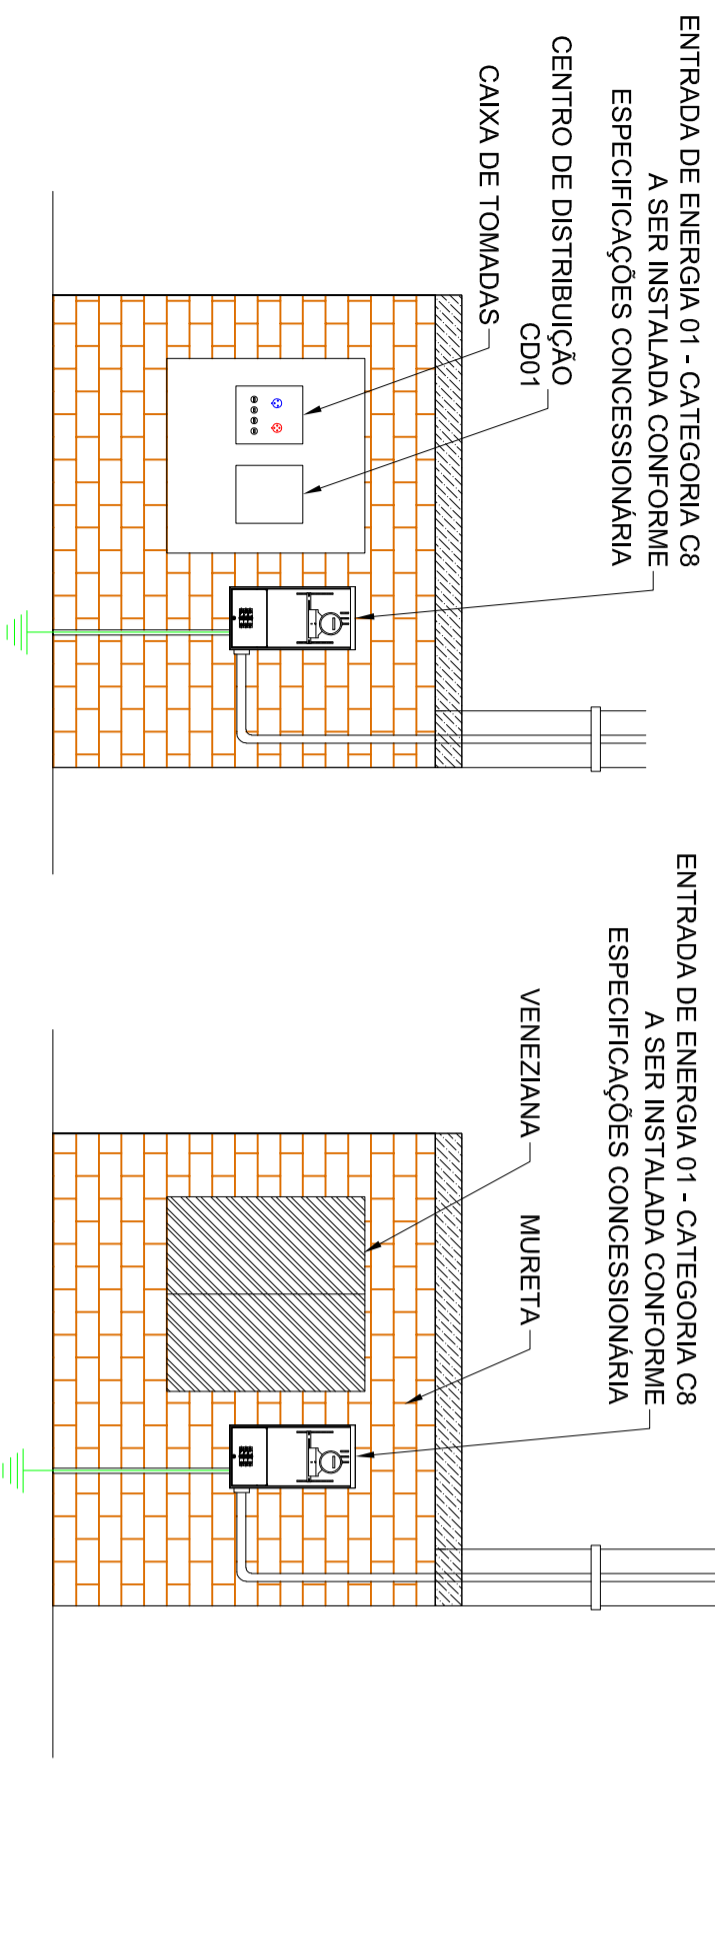 ENTRADA DE ENERGIA 01 - CATEGORIA C8
A SER INSTALADA CONFORME
ESPECIFICAÇÕES CONCESSIONÁRIA
CENTRO DE DISTRIBUIÇÃO
CD01
CAIXA DE TOMADAS
ENTRADA DE ENERGIA 01 - CATEGORIA C8
A SER INSTALADA CONFORME
ESPECIFICAÇÕES CONCESSIONÁRIA
VENEZIANA
MURETA